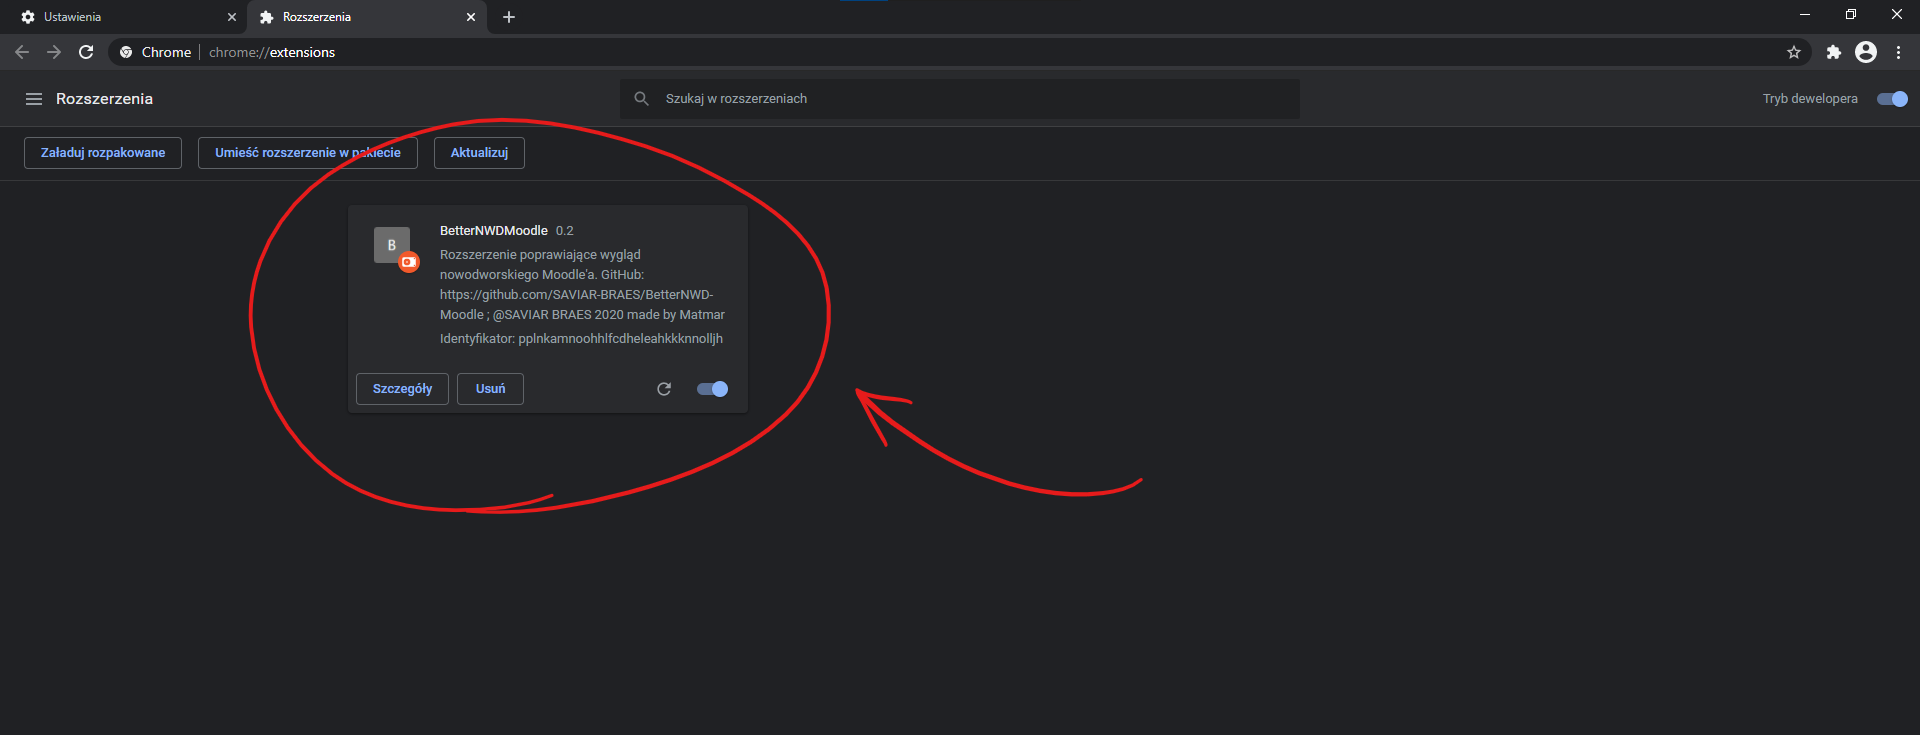 Ustawienia
Rozszerzenia
Chrome chrome://extensions
Rozszerzenia
Szukaj w rozszerzeniach
Tryb dewelopera
Załaduj rozpakowane
Umieść rozszerzenie w pakiecie
Aktualizuj
B
BetterNWDMoodle 0.2
Rozszerzenie poprawiające wygląd
nowodworskiego Moodle'a. GitHub:
https://github.com/SAVIAR-BRAES/BetterNWD-
Moodle ; @SAVIAR BRAES 2020 made by Matmar
Identyfikator: pplnkamnoohhlfcdheleahkkknnolljh
Szczegóły
Usuń